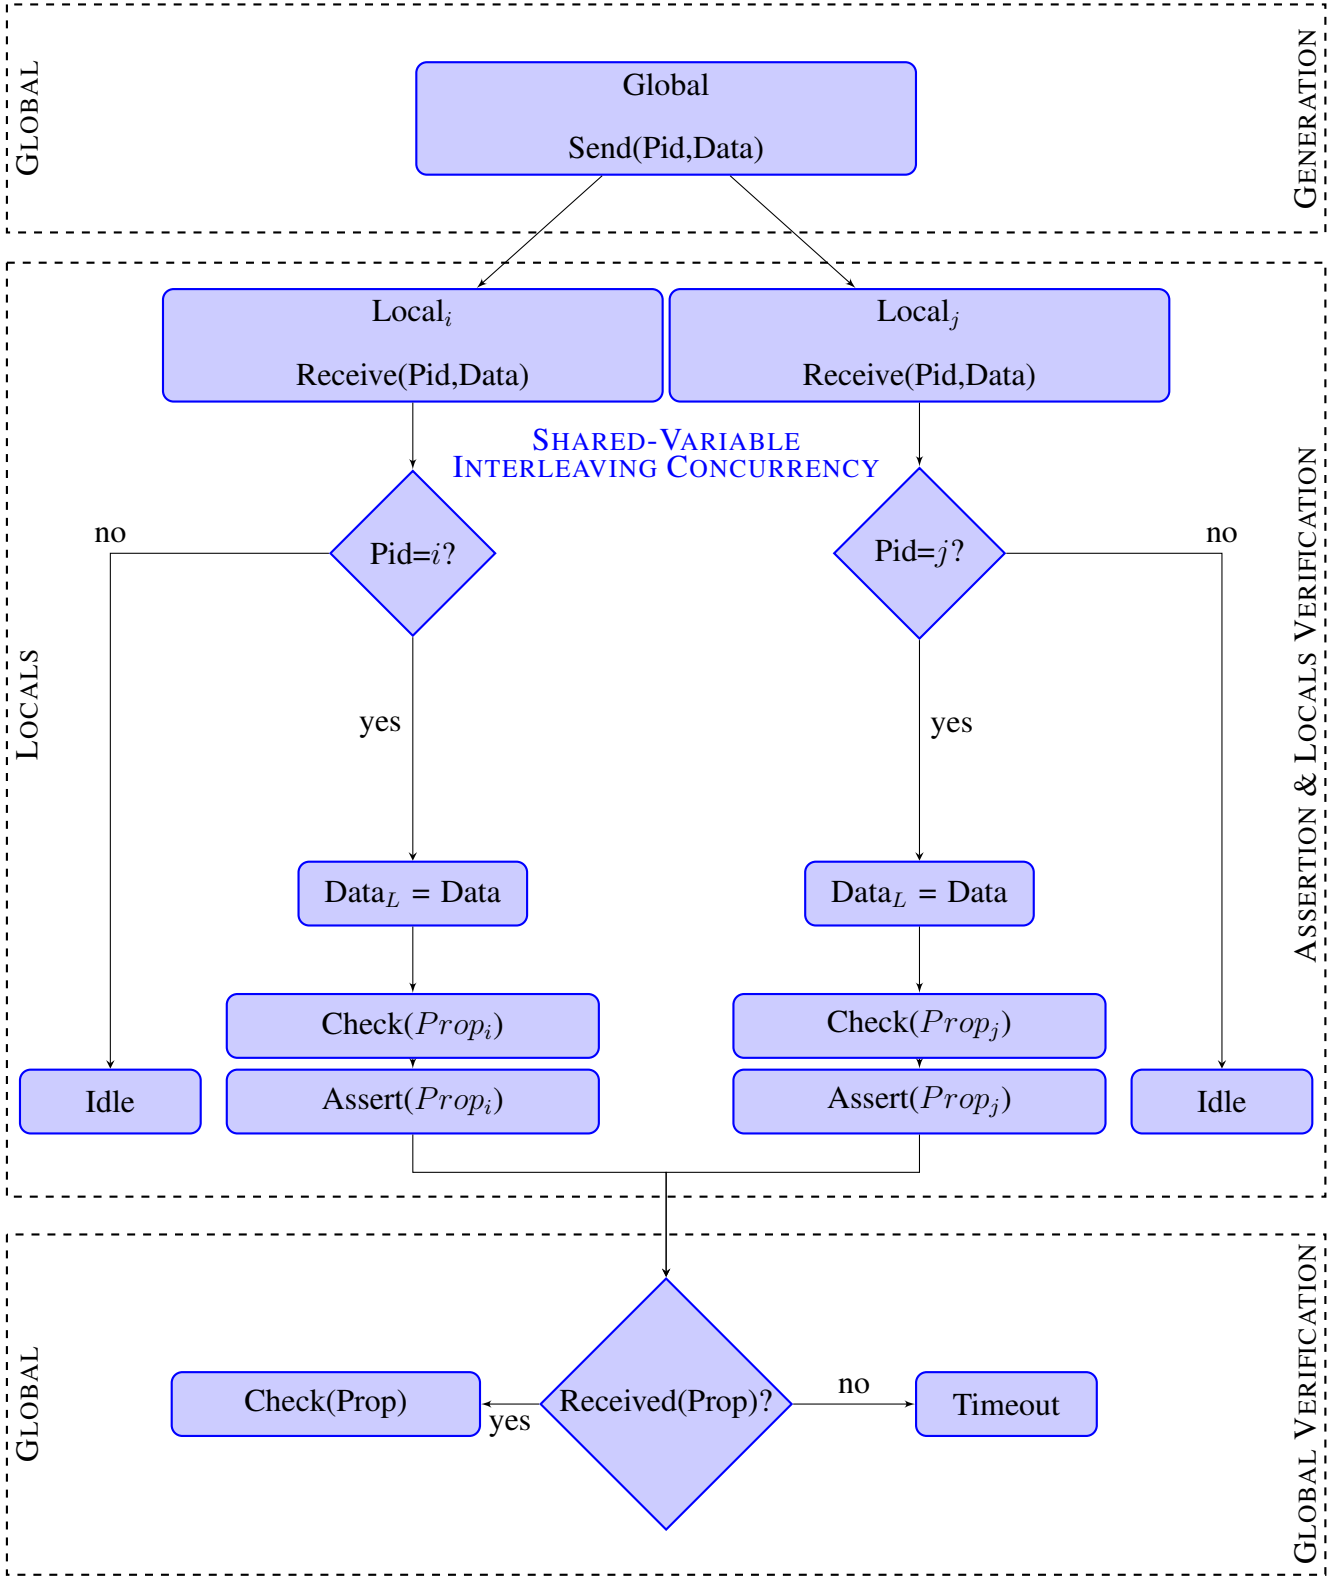 GLOBAL
GENERATION
Global
Send(Pid,Data)
Local_i
Receive(Pid,Data)
Local_j
Receive(Pid,Data)
SHARED-VARIABLE
INTERLEAVING CONCURRENCY
LOCALS
ASSERTION & LOCALS VERIFICATION
no
Pid=i?
Pid=j?
no
yes
yes
Data_L = Data
Data_L = Data
Check(Prop_i)
Check(Prop_j)
Idle
Assert(Prop_i)
Assert(Prop_j)
Idle
GLOBAL
GLOBAL VERIFICATION
Check(Prop)
yes
Received(Prop)?
no
Timeout